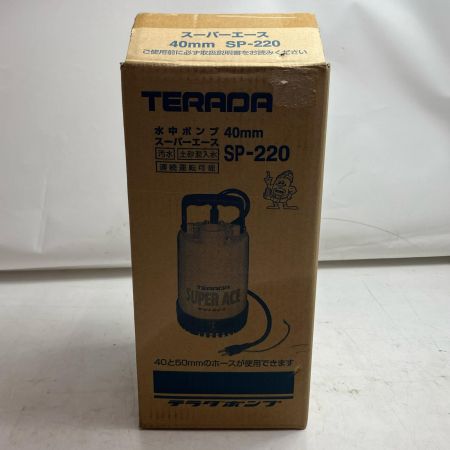 スーパーエース
40mm SP-220
ご使用前に必ず取扱説明書をお読みください
TERADA
水中ポンプ 40mm
スーパーエース SP-220
汚水 土砂混入水
連続運転可能
TERADA
SUPER ACE
40と50mmのホースが使用できます
テラダポンプ